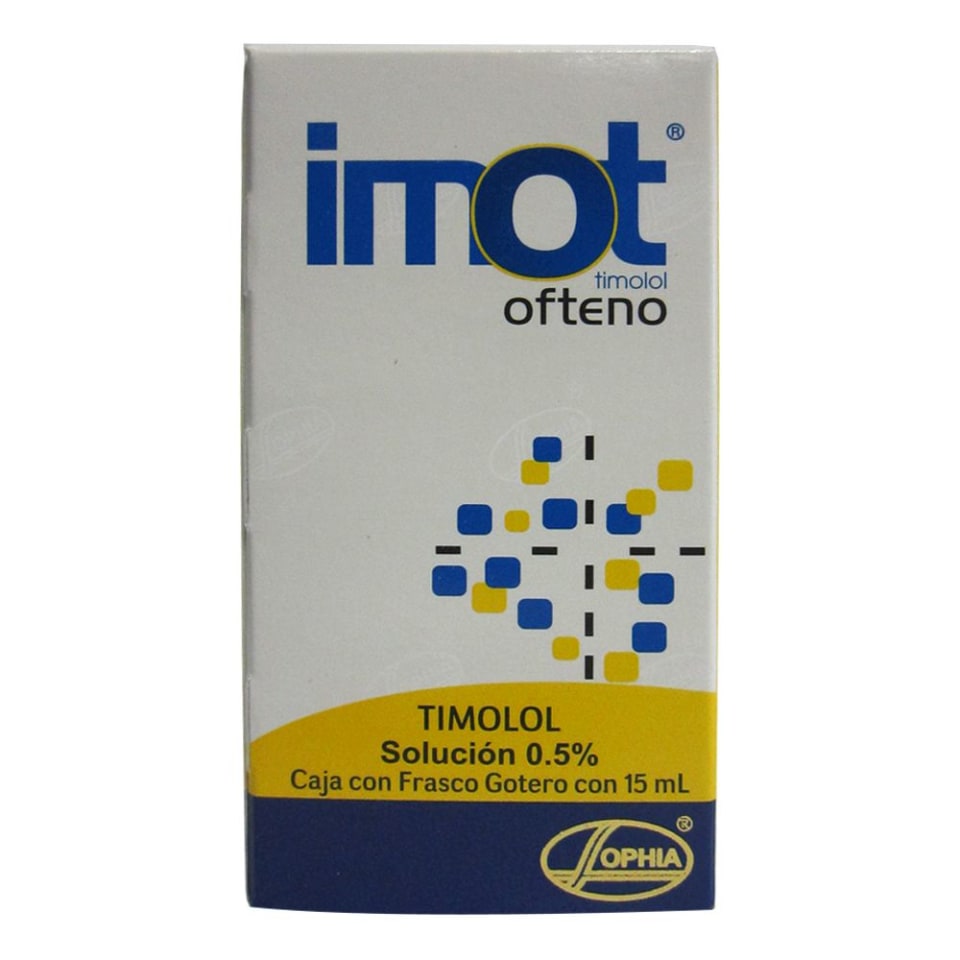 imot®
timolol
ofteno
TIMOLOL
Solución 0.5%
Caja con Frasco Gotero con 15 mL
SOPHIA®